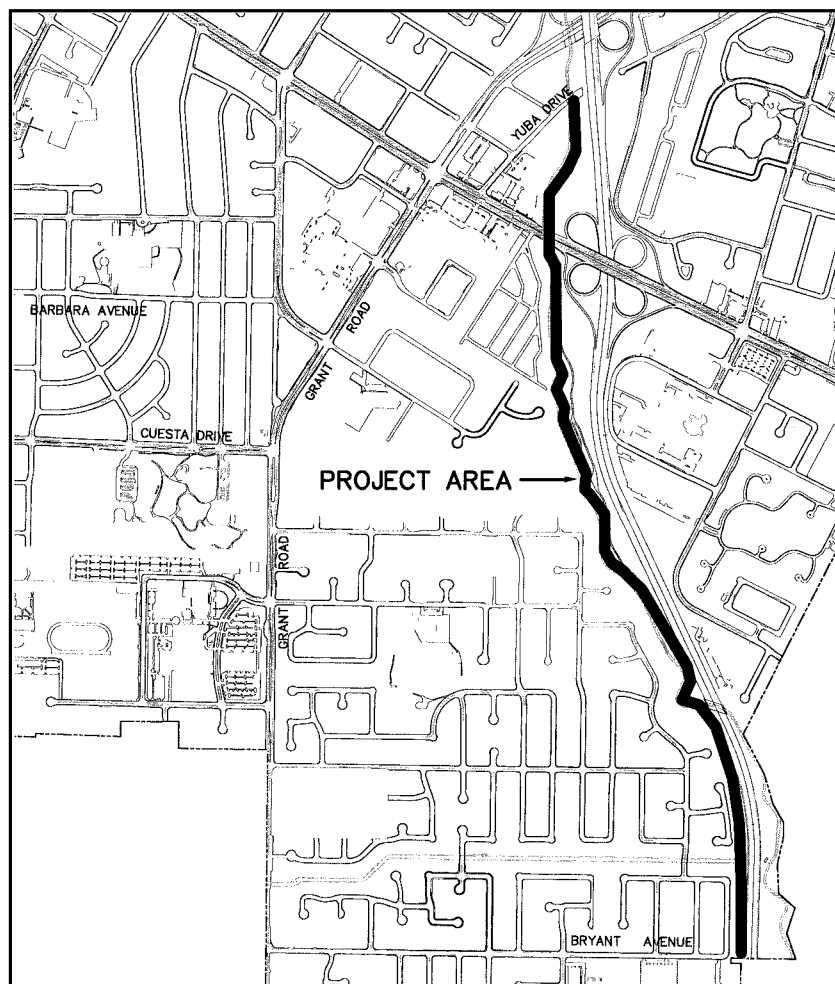 YUBA DRIVE
BARBARA AVENUE
GRANT ROAD
CUESTA DRIVE
PROJECT AREA
GRANT ROAD
BRYANT AVENUE